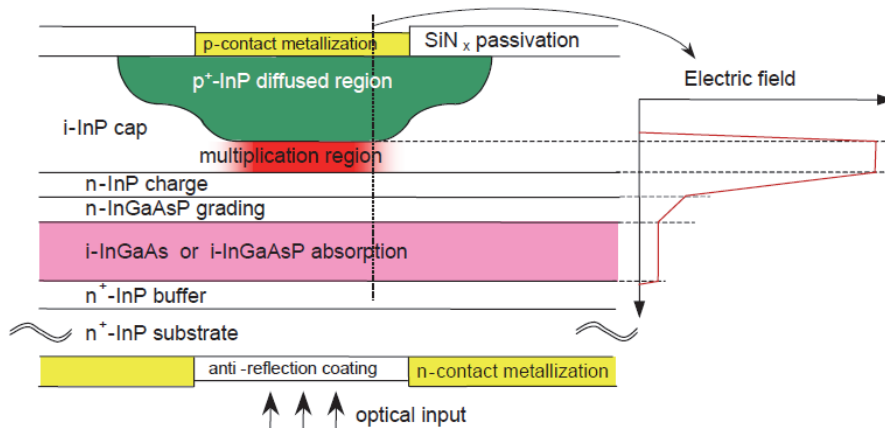 p-contact metallization
SiNx passivation
p+-InP diffused region
Electric field
i-InP cap
multiplication region
n-InP charge
n-InGaAsP grading
i-InGaAs or i-InGaAsP absorption
n+-InP buffer
n+-InP substrate
anti-reflection coating
n-contact metallization
optical input